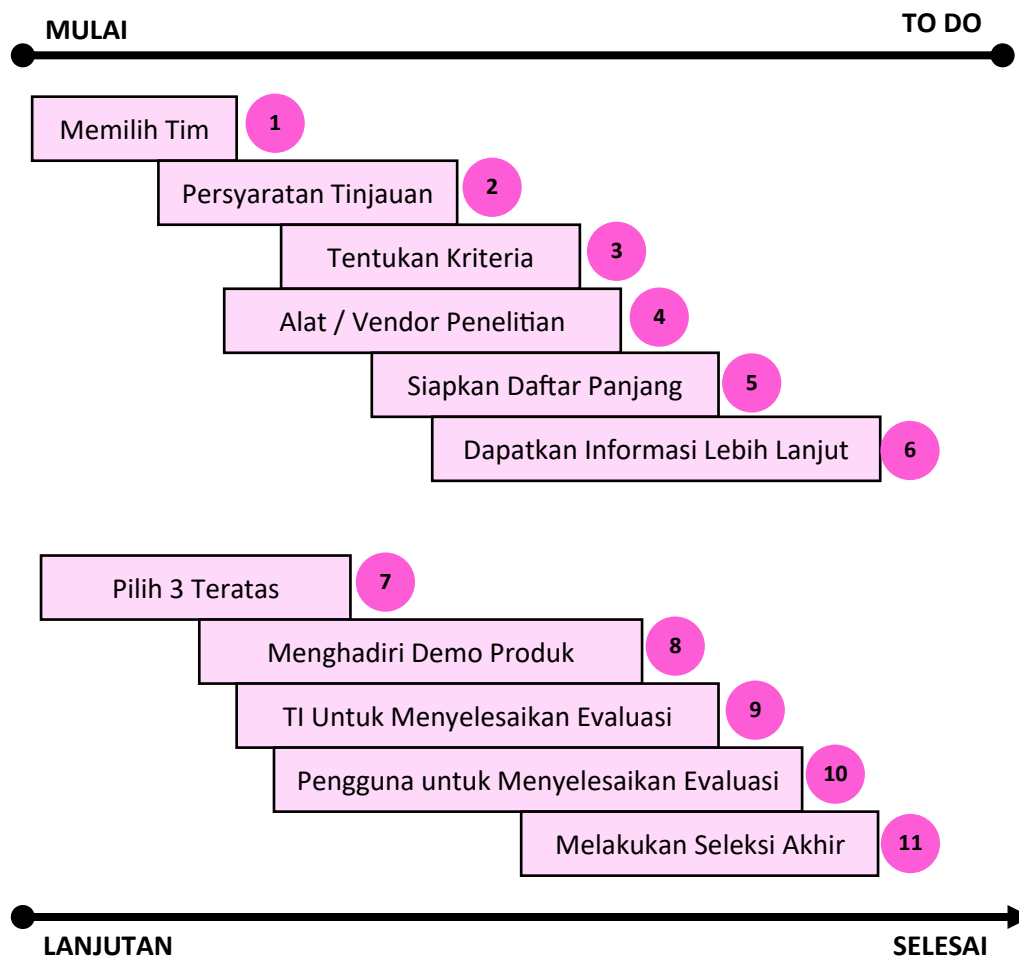 MULAI
TO DO
Memilih Tim
1
Persyaratan Tinjauan
2
Tentukan Kriteria
3
Alat / Vendor Penelitian
4
Siapkan Daftar Panjang
5
Dapatkan Informasi Lebih Lanjut
6
Pilih 3 Teratas
7
Menghadiri Demo Produk
8
TI Untuk Menyelesaikan Evaluasi
9
Pengguna untuk Menyelesaikan Evaluasi
10
Melakukan Seleksi Akhir
11
LANJUTAN
SELESAI